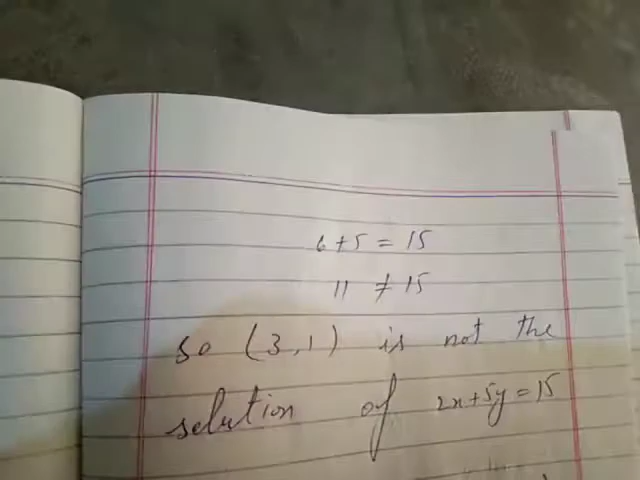 6 + 5 = 15
11 ≠ 15
so (3,1) is not the
solution of 2x+5y=15